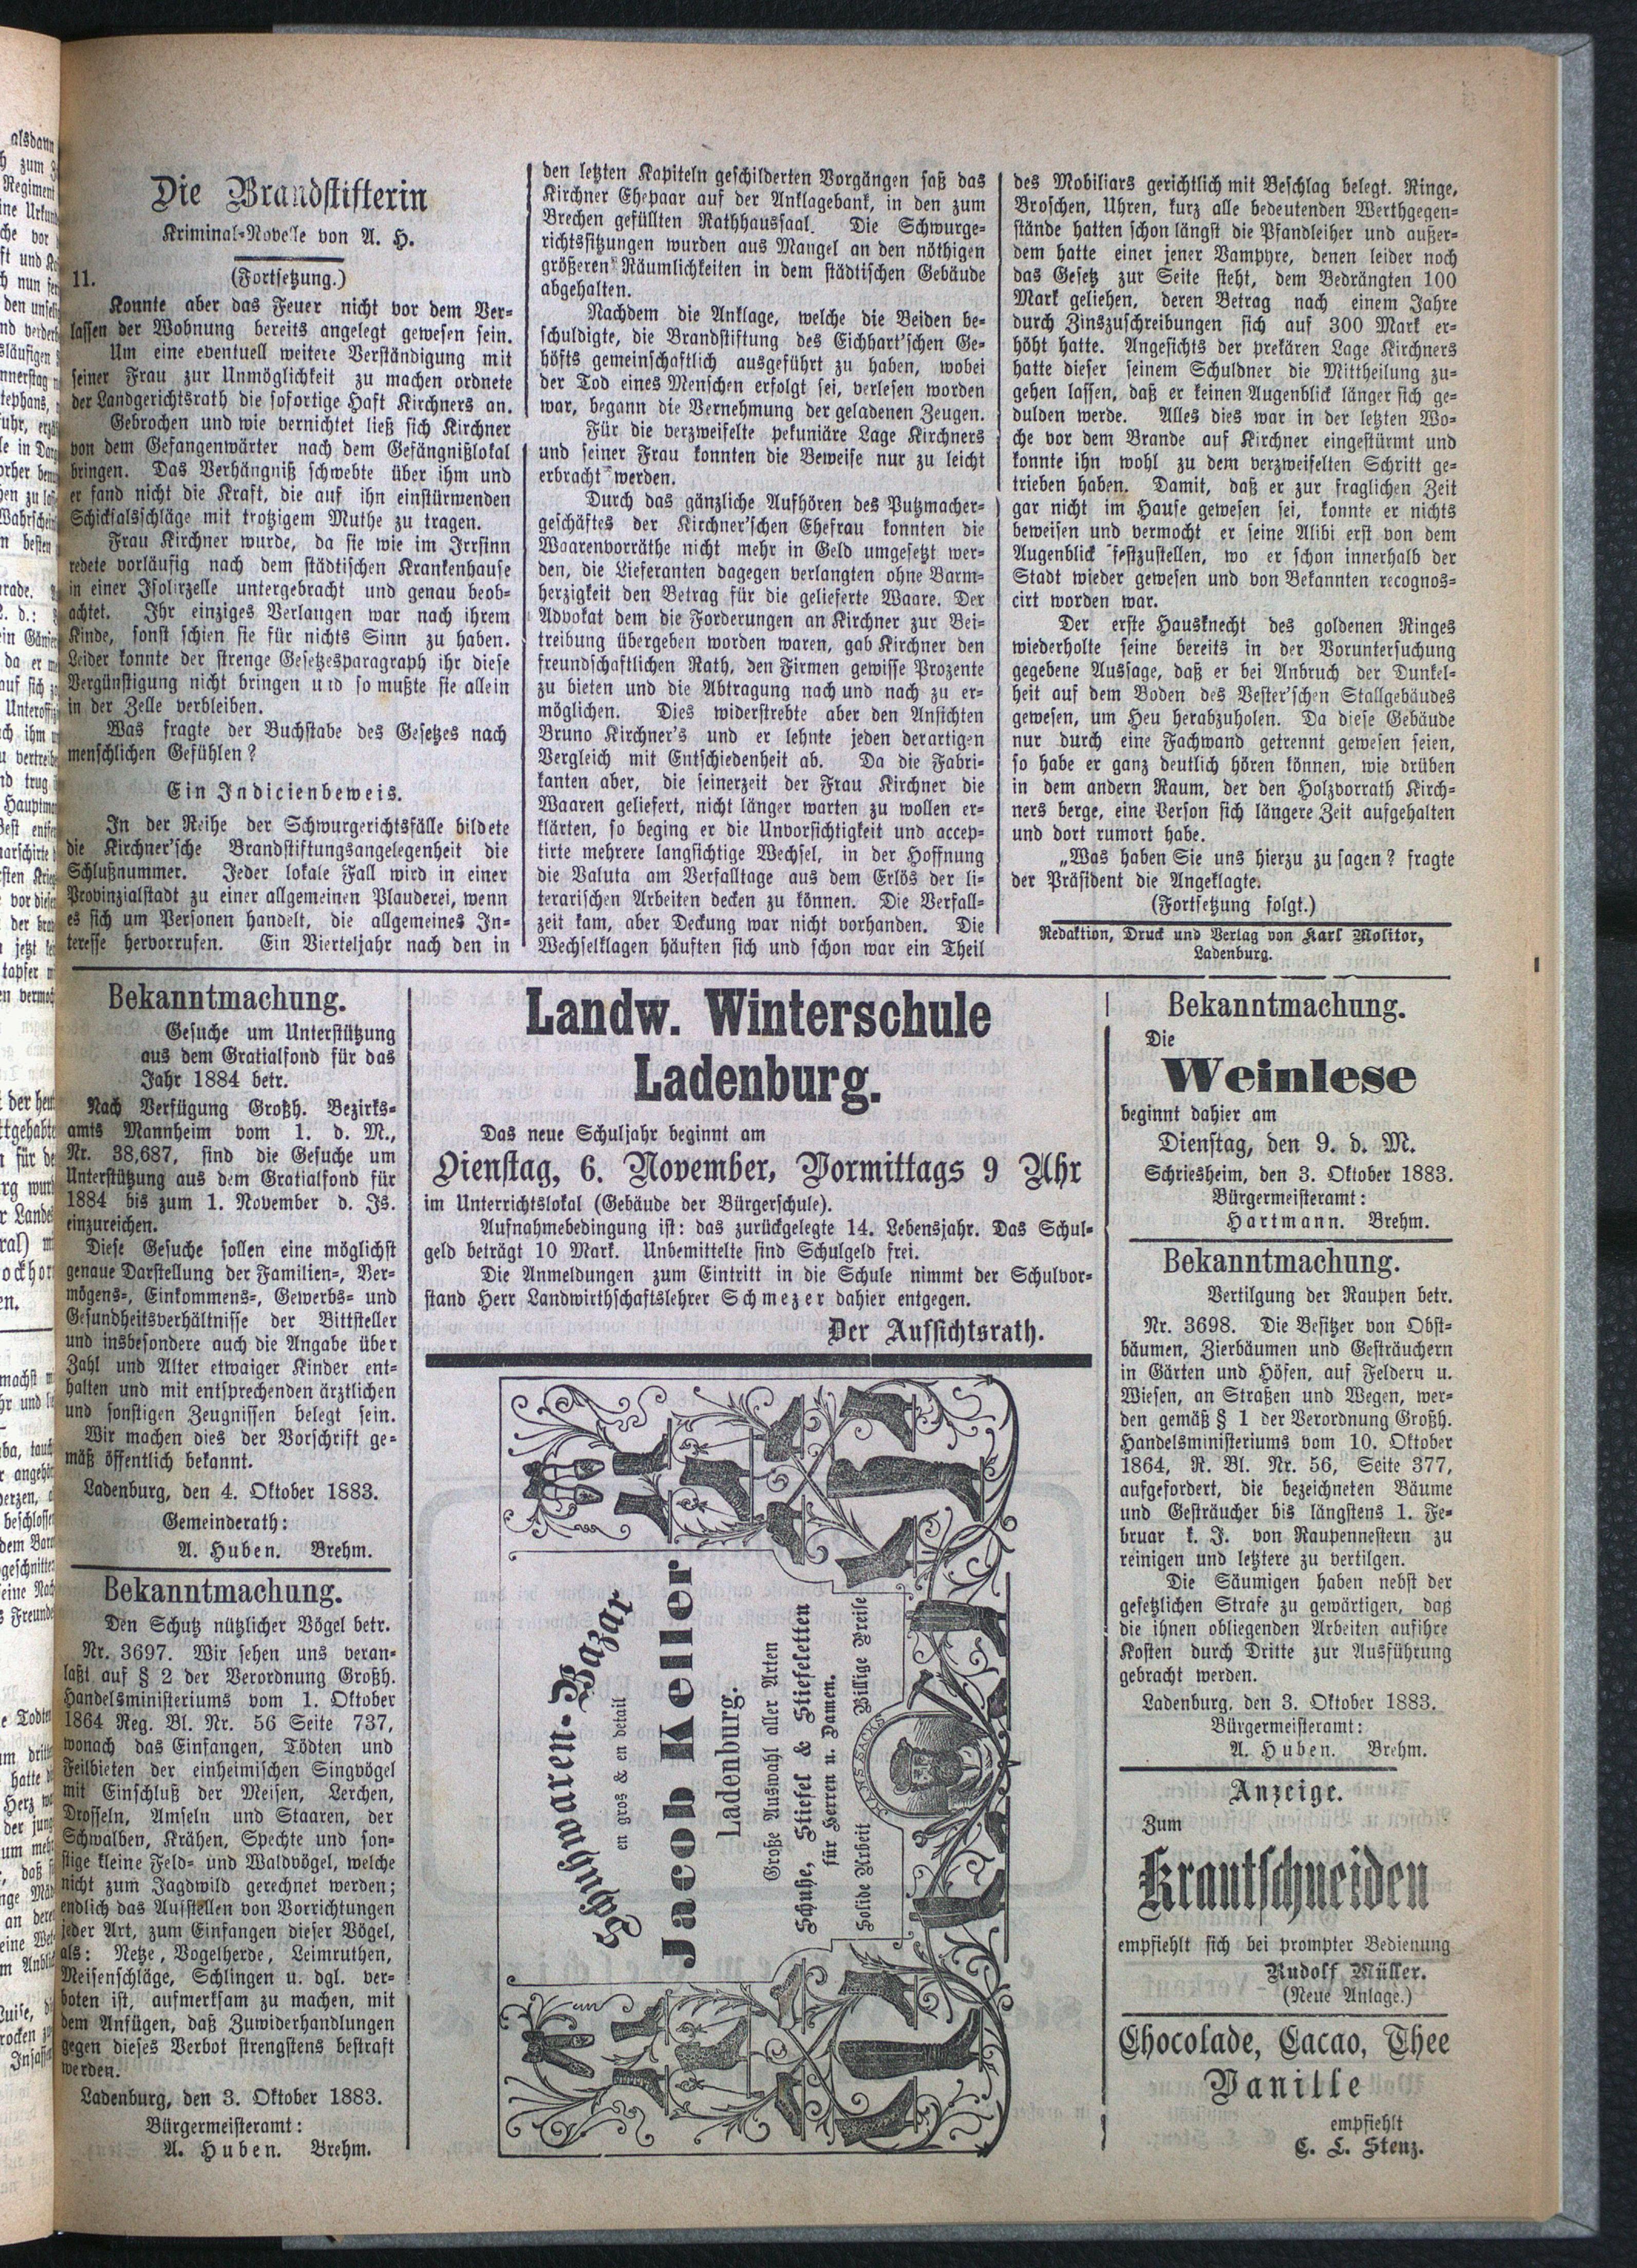 Die Brandstifterin
Kriminal-Novelle von A. H.
11. (Fortsetzung.)
Konnte aber das Feuer nicht vor dem Ver-
lassen der Wohnung bereits angelegt gewesen sein.
Um eine eventuell weitere Verständigung mit
seiner Frau zur Unmöglichkeit zu machen ordnete
der Landgerichtsrath die sofortige Haft Kirchners an.
Gebrochen und wie vernichtet ließ sich Kirchner
von dem Gefangenwärter nach dem Gefängnißlokal
bringen. Das Verhängniß schwebte über ihm und
er fand nicht die Kraft, die auf ihn einstürmenden
Schicksalsschläge mit trotzigem Muthe zu tragen.
Frau Kirchner wurde, da sie wie im Irrsinn
redete vorläufig nach dem städtischen Krankenhause
in einer Isolirzelle untergebracht und genau beob-
achtet. Ihr einziges Verlangen war nach ihrem
Kinde, sonst schien sie für nichts Sinn zu haben.
Leider konnte der strenge Gesetzesparagraph ihr diese
Vergünstigung nicht bringen und so mußte sie allein
in der Zelle verbleiben.
Was fragte der Buchstabe des Gesetzes nach
menschlichen Gefühlen?
Ein Indicienbeweis.
In der Reihe der Schwurgerichtsfälle bildete
die Kirchner'sche Brandstiftungsangelegenheit die
Schlußnummer. Jeder lokale Fall wird in einer
Provinzialstadt zu einer allgemeinen Plauderei, wenn
es sich um Personen handelt, die allgemeines In-
teresse hervorrufen. Ein Vierteljahr nach den in
den letzten Kapiteln geschilderten Vorgängen saß das
Kirchner Ehepaar auf der Anklagebank, in den zum
Brechen gefüllten Rathhaussaal. Die Schwurge-
richtssitzungen wurden aus Mangel an den nöthigen
größeren Räumlichkeiten in dem städtischen Gebäude
abgehalten.
Nachdem die Anklage, welche die Beiden be-
schuldigte, die Brandstiftung des Eichhart'schen Ge-
höfts gemeinschaftlich ausgeführt zu haben, wobei
der Tod eines Menschen erfolgt sei, verlesen worden
war, begann die Vernehmung der geladenen Zeugen.
Für die verzweifelte pekuniäre Lage Kirchners
und seiner Frau konnten die Beweise nur zu leicht
erbracht werden.
Durch das gänzliche Aufhören des Putzmacher-
geschäftes der Kirchner'schen Ehefrau konnten die
Waarenvorräthe nicht mehr in Geld umgesetzt wer-
den, die Lieferanten dagegen verlangten ohne Barm-
herzigkeit den Betrag für die gelieferte Waare. Der
Advokat dem die Forderungen an Kirchner zur Bei-
treibung übergeben worden waren, gab Kirchner den
freundschaftlichen Rath, den Firmen gewisse Prozente
zu bieten und die Abtragung nach und nach zu er-
möglichen. Dies widerstrebte aber den Ansichten
Bruno Kirchner's und er lehnte jeden derartigen
Vergleich mit Entschiedenheit ab. Da die Fabri-
kanten aber, die seinerzeit der Frau Kirchner die
Waaren geliefert, nicht länger warten zu wollen er-
klärten, so beging er die Unvorsichtigkeit und accep-
tirte mehrere langsichtige Wechsel, in der Hoffnung
die Valuta am Verfalltage aus dem Erlös der li-
terarischen Arbeiten decken zu können. Die Verfall-
zeit kam, aber Deckung war nicht vorhanden. Die
Wechselklagen häuften sich und schon war ein Theil
des Mobiliars gerichtlich mit Beschlag belegt. Ringe,
Broschen, Uhren, kurz alle bedeutenden Werthgegen-
stände hatten schon längst die Pfandleiher und außer-
dem hatte einer jener Vampyre, denen leider noch
das Gesetz zur Seite steht, dem Bedrängten 100
Mark geliehen, deren Betrag nach einem Jahre
durch Zinszuschreibungen sich auf 300 Mark er-
höht hatte. Angesichts der prekären Lage Kirchners
hatte dieser seinem Schuldner die Mittheilung zu-
gehen lassen, daß er keinen Augenblick länger sich ge-
dulden werde. Alles dies war in der letzten Wo-
che vor dem Brande auf Kirchner eingestürmt und
konnte ihn wohl zu dem verzweifelten Schritt ge-
trieben haben. Damit, daß er zur fraglichen Zeit
gar nicht im Hause gewesen sei, konnte er nichts
beweisen und vermocht er seine Alibi erst von dem
Augenblick festzustellen, wo er schon innerhalb der
Stadt wieder gewesen und von Bekannten recognos-
cirt worden war.
Der erste Hausknecht des goldenen Ringes
wiederholte seine bereits in der Voruntersuchung
gegebene Aussage, daß er bei Anbruch der Dunkel-
heit auf dem Boden des Vester'schen Stallgebäudes
gewesen, um Heu herabzuholen. Da diese Gebäude
nur durch eine Fachwand getrennt gewesen seien,
so habe er ganz deutlich hören können, wie drüben
in dem andern Raum, der den Holzvorrath Kirch-
ners berge, eine Person sich längere Zeit aufgehalten
und dort rumort habe.
„Was haben Sie uns hierzu zu sagen? fragte
der Präsident die Angeklagte.
(Fortsetzung folgt.)
Redaktion, Druck und Verlag von Karl Molitor,
Ladenburg.
Bekanntmachung.
Gesuche um Unterstützung
aus dem Gratialfond für das
Jahr 1884 betr.
Nach Verfügung Großh. Bezirks-
amts Mannheim vom 1. d. M.,
Nr. 38,687, sind die Gesuche um
Unterstützung aus dem Gratialfond für
1884 bis zum 1. November d. Js.
einzureichen.
Diese Gesuche sollen eine möglichst
genaue Darstellung der Familien-, Ver-
mögens-, Einkommens-, Gewerbs- und
Gesundheitsverhältnisse der Bittsteller
und insbesondere auch die Angabe über
Zahl und Alter etwaiger Kinder ent-
halten und mit entsprechenden ärztlichen
und sonstigen Zeugnissen belegt sein.
Wir machen dies der Vorschrift ge-
mäß öffentlich bekannt.
Ladenburg, den 4. Oktober 1883.
Gemeinderath:
A. Huben. Brehm.
Bekanntmachung.
Den Schutz nützlicher Vögel betr.
Nr. 3697. Wir sehen uns veran-
laßt auf § 2 der Verordnung Großh.
Handelsministeriums vom 1. Oktober
1864 Reg. Bl. Nr. 56 Seite 737,
wonach das Einfangen, Tödten und
Feilbieten der einheimischen Singvögel
mit Einschluß der Meisen, Lerchen,
Drosseln, Amseln und Staaren, der
Schwalben, Krähen, Spechte und son-
stige kleine Feld- und Waldvögel, welche
nicht zum Jagdwild gerechnet werden;
endlich das Aufstellen von Vorrichtungen
jeder Art, zum Einfangen dieser Vögel,
als: Netze, Vogelherde, Leimruthen,
Meisenschläge, Schlingen u. dgl. ver-
boten ist, aufmerksam zu machen, mit
dem Anfügen, daß Zuwiderhandlungen
gegen dieses Verbot strengstens bestraft
werden.
Ladenburg, den 3. Oktober 1883.
Bürgermeisteramt:
A. Huben. Brehm.
Landw. Winterschule
Ladenburg.
Das neue Schuljahr beginnt am
Dienstag, 6. November, Vormittags 9 Uhr
im Unterrichtslokal (Gebäude der Bürgerschule).
Aufnahmebedingung ist: das zurückgelegte 14. Lebensjahr. Das Schul-
geld beträgt 10 Mark. Unbemittelte sind Schulgeld frei.
Die Anmeldungen zum Eintritt in die Schule nimmt der Schulvor-
stand Herr Landwirthschaftslehrer Schmezer dahier entgegen.
Der Aufsichtsrath.
Schuhwaren-Bazar
en gros & en detail
Jacob Keller
Ladenburg.
Große Auswahl aller Arten
Schuhe, Stiefel & Stiefeletten
für Herren u. Damen.
Solide Arbeit Billige Preise
HANS SACHS
Bekanntmachung.
Die
Weinlese
beginnt dahier am
Dienstag, den 9. d. M.
Schriesheim, den 3. Oktober 1883.
Bürgermeisteramt:
Hartmann. Brehm.
Bekanntmachung.
Vertilgung der Raupen betr.
Nr. 3698. Die Besitzer von Obst-
bäumen, Zierbäumen und Gesträuchern
in Gärten und Höfen, auf Feldern u.
Wiesen, an Straßen und Wegen, wer-
den gemäß § 1 der Verordnung Großh.
Handelsministeriums vom 10. Oktober
1864, R. Bl. Nr. 56, Seite 377,
aufgefordert, die bezeichneten Bäume
und Gesträucher bis längstens 1. Fe-
bruar k. J. von Raupennestern zu
reinigen und letztere zu vertilgen.
Die Säumigen haben nebst der
gesetzlichen Strafe zu gewärtigen, daß
die ihnen obliegenden Arbeiten auf ihre
Kosten durch Dritte zur Ausführung
gebracht werden.
Ladenburg, den 3. Oktober 1883.
Bürgermeisteramt:
A. Huben. Brehm.
Anzeige.
Zum
Krautschneiden
empfiehlt sich bei prompter Bedienung
Rudolf Müller.
(Neue Anlage.)
Chocolade, Cacao, Thee
Vanille
empfiehlt
C. L. Stenz.